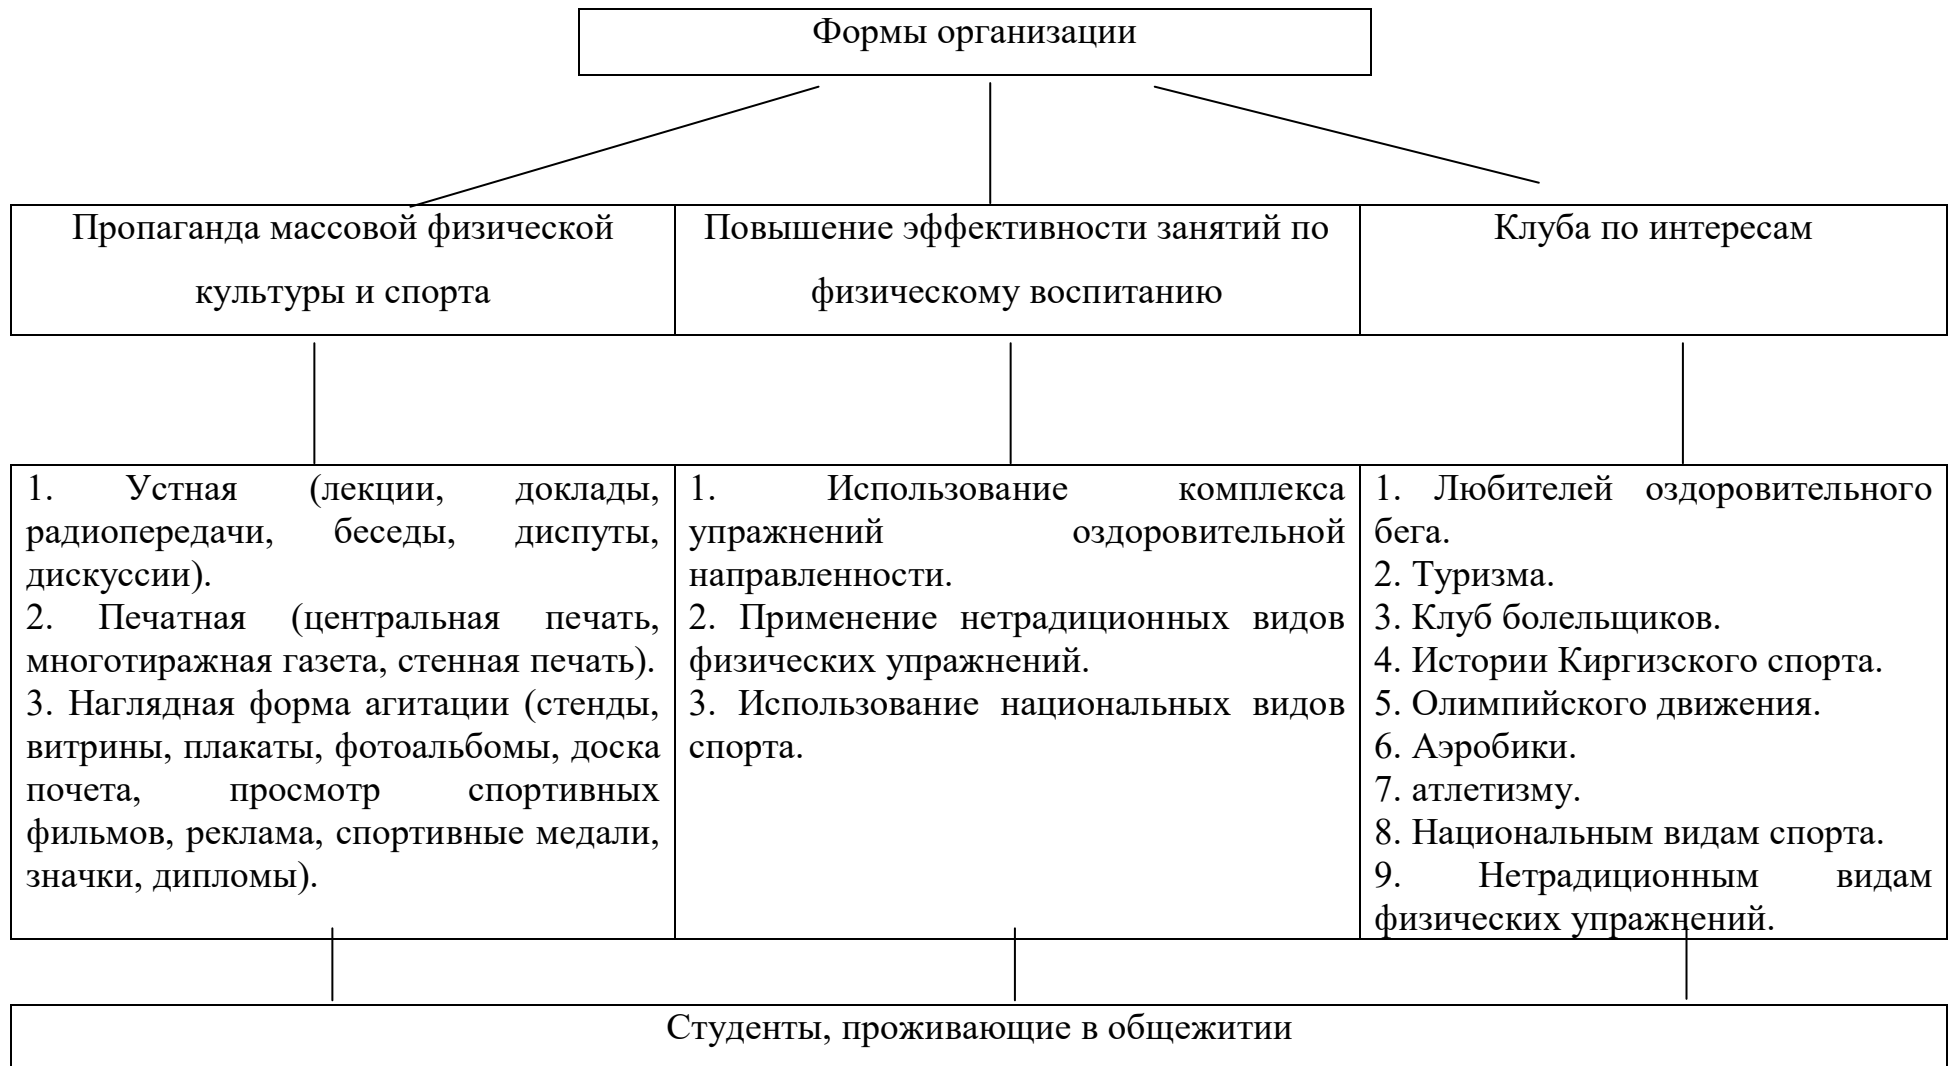 Формы организации
Пропаганда массовой физической
культуры и спорта
Повышение эффективности занятий по
физическому воспитанию
Клуба по интересам
1. Устная (лекции, доклады,
радиопередачи, беседы, диспуты,
дискуссии).
2. Печатная (центральная печать,
многотиражная газета, стенная печать).
3. Наглядная форма агитации (стенды,
витрины, плакаты, фотоальбомы, доска
почета, просмотр спортивных
фильмов, реклама, спортивные медали,
значки, дипломы).
1. Использование комплекса
упражнений оздоровительной
направленности.
2. Применение нетрадиционных видов
физических упражнений.
3. Использование национальных видов
спорта.
1. Любителей оздоровительного
бега.
2. Туризма.
3. Клуб болельщиков.
4. Истории Киргизского спорта.
5. Олимпийского движения.
6. Аэробики.
7. атлетизму.
8. Национальным видам спорта.
9. Нетрадиционным видам
физических упражнений.
Студенты, проживающие в общежитии